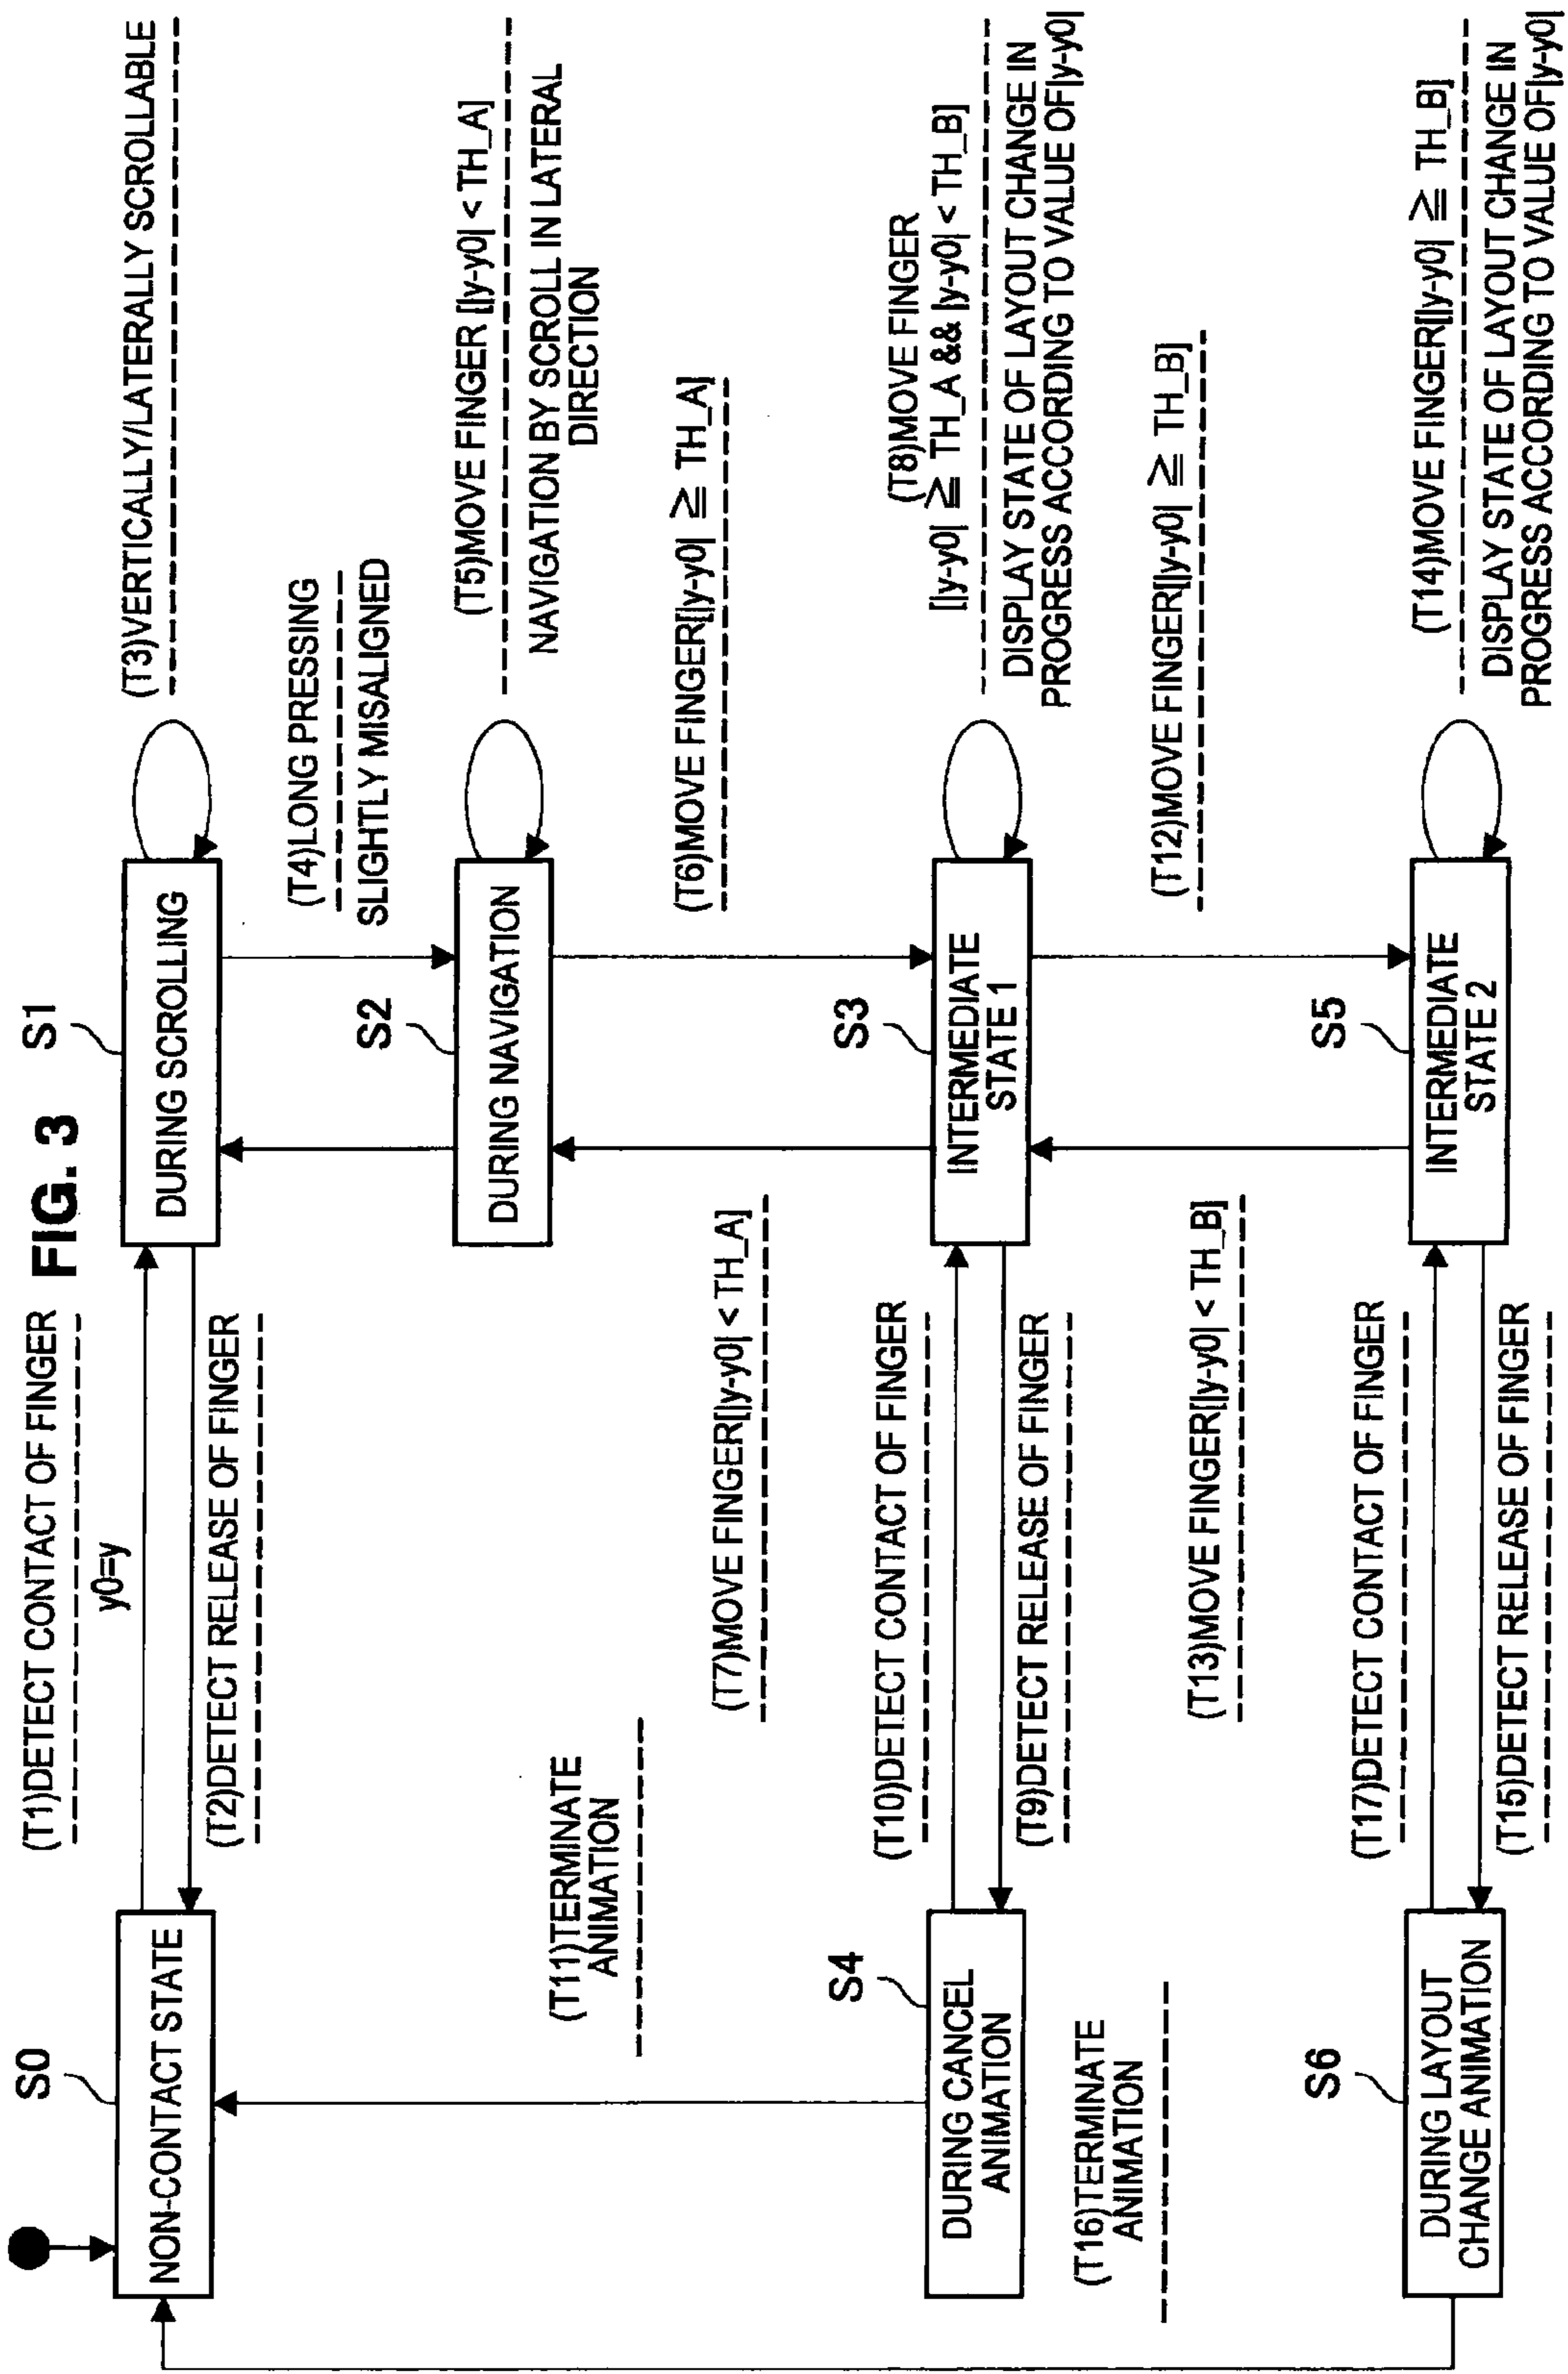 FIG. 3
S0
NON-CONTACT STATE
(T1)DETECT CONTACT OF FINGER
y0=y
(T2)DETECT RELEASE OF FINGER
S1
DURING SCROLLING
(T3)VERTICALLY/LATERALLY SCROLLABLE
(T4)LONG PRESSING
SLIGHTLY MISALIGNED
S2
DURING NAVIGATION
(T5)MOVE FINGER [|y-y0| < TH_A]
NAVIGATION BY SCROLL IN LATERAL
DIRECTION
(T11)TERMINATE
ANIMATION
(T7)MOVE FINGER[|y-y0| < TH_A]
(T6)MOVE FINGER[|y-y0| ≧ TH_A]
S4
DURING CANCEL
ANIMATION
(T10)DETECT CONTACT OF FINGER
(T9)DETECT RELEASE OF FINGER
S3
INTERMEDIATE
STATE 1
(T8)MOVE FINGER
[|y-y0| ≧ TH_A && |y-y0| < TH_B]
DISPLAY STATE OF LAYOUT CHANGE IN
PROGRESS ACCORDING TO VALUE OF|y-y0|
(T16)TERMINATE
ANIMATION
(T13)MOVE FINGER[|y-y0| < TH_B]
(T12)MOVE FINGER[|y-y0| ≧ TH_B]
S6
DURING LAYOUT
CHANGE ANIMATION
(T17)DETECT CONTACT OF FINGER
(T15)DETECT RELEASE OF FINGER
S5
INTERMEDIATE
STATE 2
(T14)MOVE FINGER[|y-y0| ≧ TH_B]
DISPLAY STATE OF LAYOUT CHANGE IN
PROGRESS ACCORDING TO VALUE OF|y-y0|